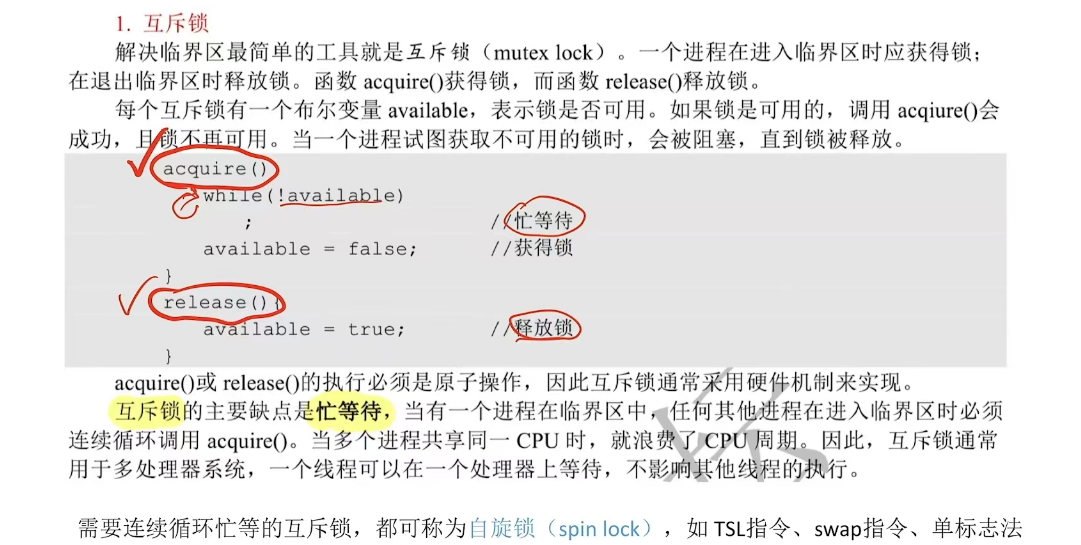 1. 互斥锁
解决临界区最简单的工具就是互斥锁（mutex lock）。一个进程在进入临界区时应获得锁；
在退出临界区时释放锁。函数 acquire()获得锁，而函数 release()释放锁。
每个互斥锁有一个布尔变量 available，表示锁是否可用。如果锁是可用的，调用 acqiure()会
成功，且锁不再可用。当一个进程试图获取不可用的锁时，会被阻塞，直到锁被释放。
acquire()
while(!available)
; //忙等待
available = false; //获得锁
}
release(){
available = true; //释放锁
}
acquire()或 release()的执行必须是原子操作，因此互斥锁通常采用硬件机制来实现。
互斥锁的主要缺点是忙等待，当有一个进程在临界区中，任何其他进程在进入临界区时必须
连续循环调用 acquire()。当多个进程共享同一 CPU 时，就浪费了 CPU 周期。因此，互斥锁通常
用于多处理器系统，一个线程可以在一个处理器上等待，不影响其他线程的执行。
需要连续循环忙等的互斥锁，都可称为自旋锁（spin lock），如 TSL指令、swap指令、单标志法